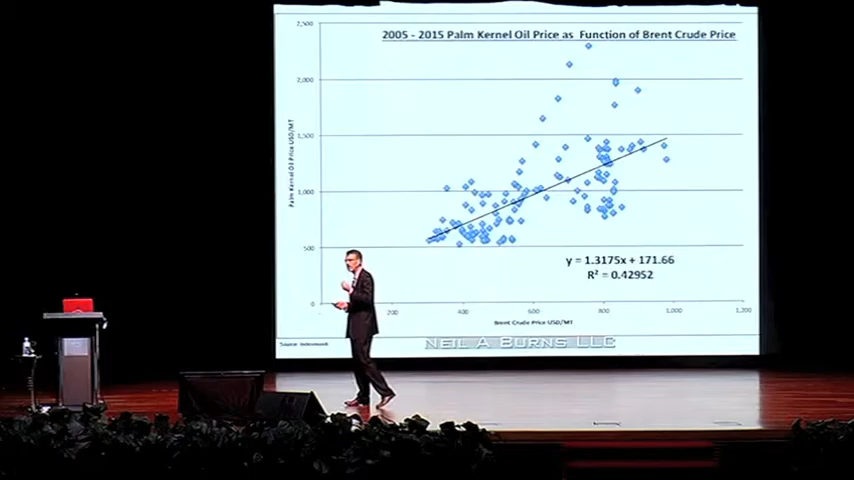 2005 - 2015 Palm Kernel Oil Price as Function of Brent Crude Price
2,500
2,000
1,500
1,000
500
0
Palm Kernel Oil Price USD/MT
y = 1.3175x + 171.66
R² = 0.42952
200
400
600
800
1,000
1,200
Brent Crude Price USD/MT
NEIL A BURNS LLC